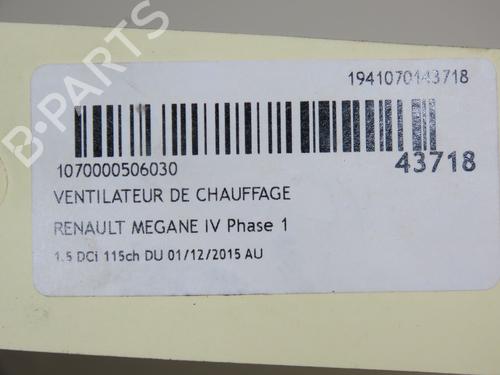 B-PARTS
1941070143718
1070000506030
43718
VENTILATEUR DE CHAUFFAGE
RENAULT MEGANE IV Phase 1
1.5 DCi 115ch DU 01/12/2015 AU